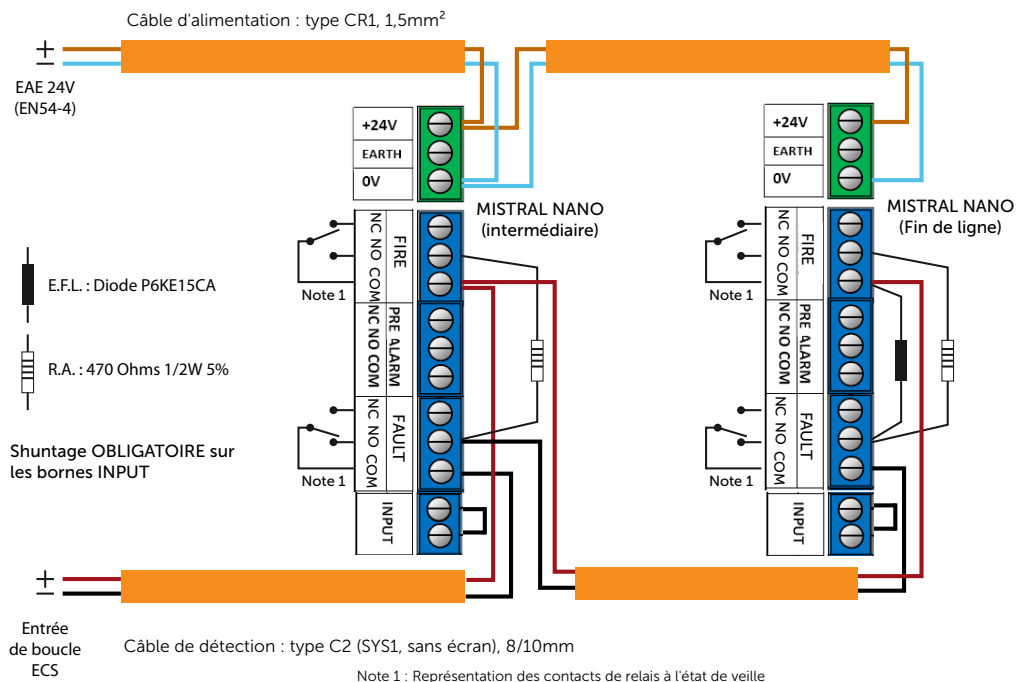 Câble d'alimentation : type CR1, 1,5mm²
±
EAE 24V
(EN54-4)
+24V
EARTH
0V
+24V
EARTH
0V
MISTRAL NANO
(intermédiaire)
MISTRAL NANO
(Fin de ligne)
NC NO COM
FIRE
Note 1
NC NO COM
PRE ALARM
NC NO COM
FAULT
Note 1
INPUT
NC NO COM
FIRE
Note 1
NC NO COM
PRE ALARM
NC NO COM
FAULT
Note 1
INPUT
E.F.L. : Diode P6KE15CA
R.A. : 470 Ohms 1/2W 5%
Shuntage OBLIGATOIRE sur
les bornes INPUT
±
Entrée
de boucle
ECS
Câble de détection : type C2 (SYS1, sans écran), 8/10mm
Note 1 : Représentation des contacts de relais à l'état de veille